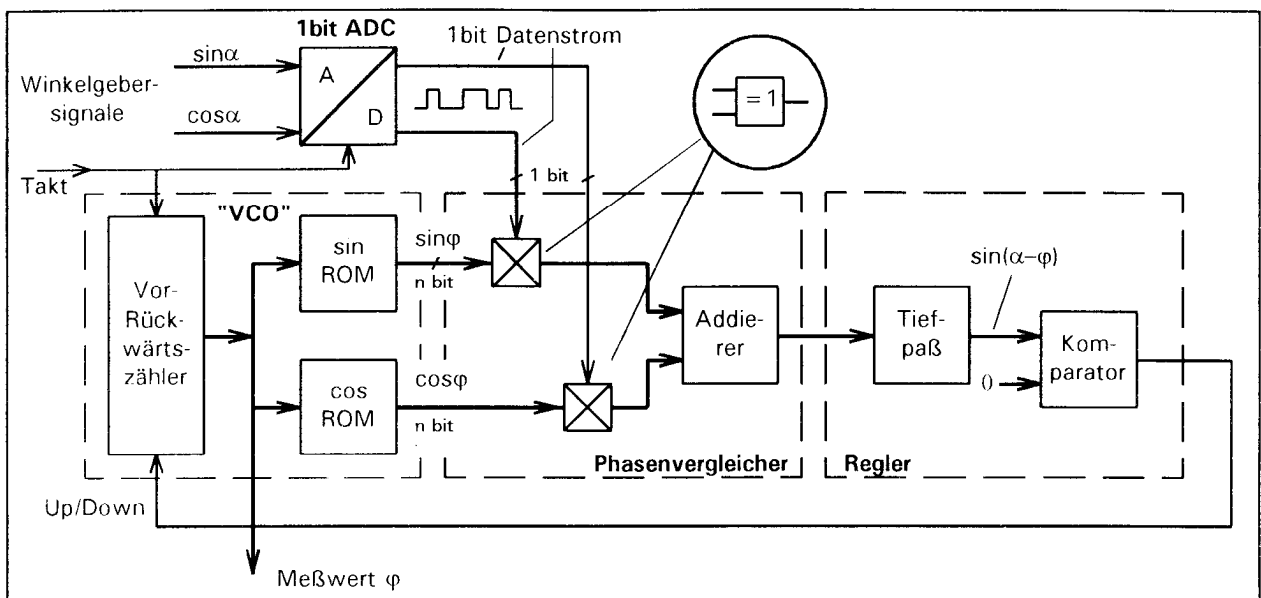 1bit ADC
1bit Datenstrom
sinα
Winkelgeber-
signale
cosα
A
D
= 1
Takt
1 bit
"VCO"
sin
ROM
sinφ
n bit
sin(α–φ)
Vor-
Rück-
wärts-
zähler
Addie-
rer
Tief-
paß
Kom-
parator
0
cos
ROM
cosφ
n bit
Phasenvergleicher
Regler
Up/Down
Meßwert φ